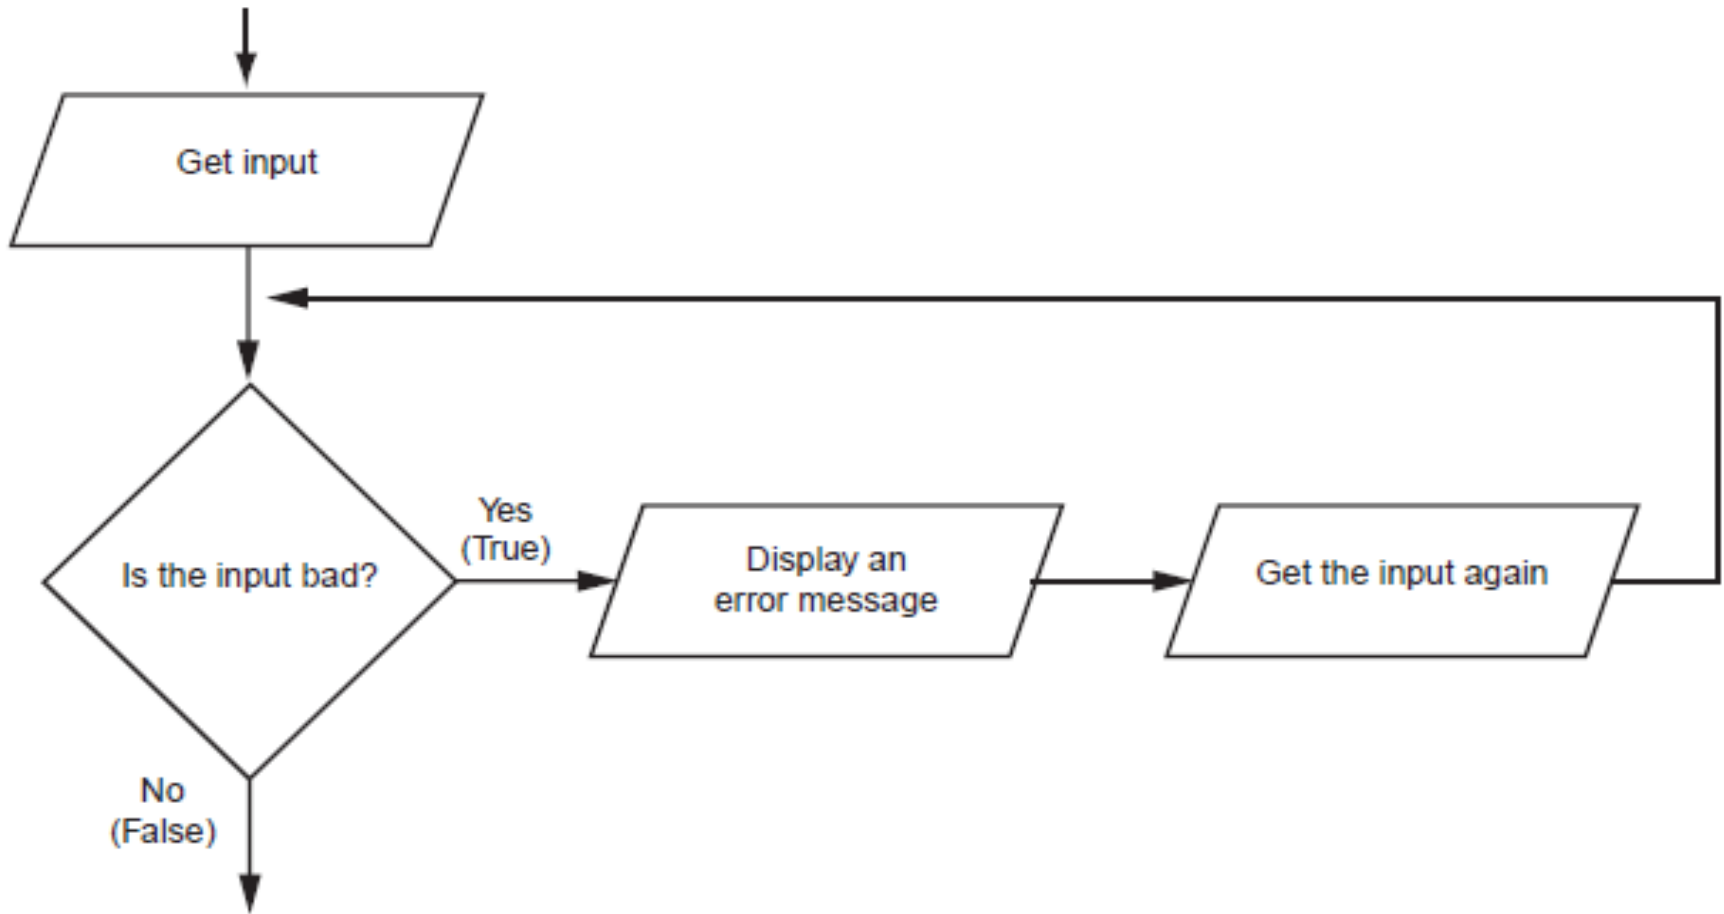 Get input
Is the input bad?
Yes
(True)
Display an
error message
Get the input again
No
(False)